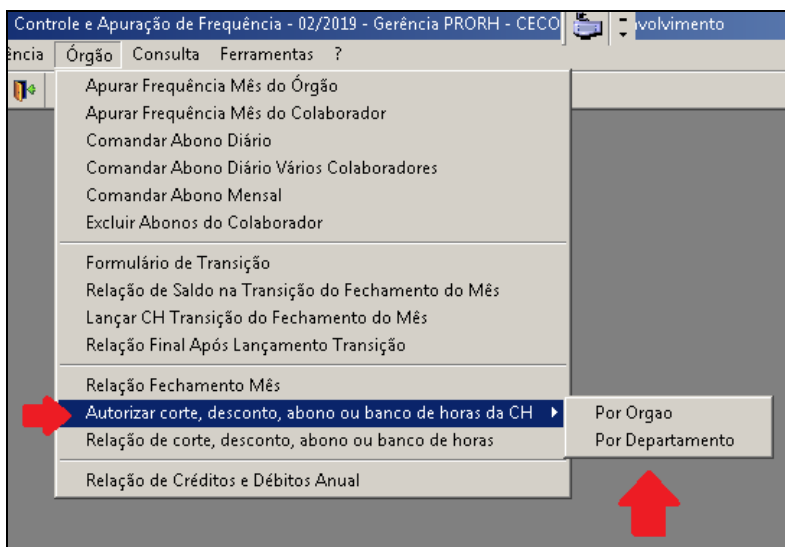 Controle e Apuração de Frequência - 02/2019 - Gerência PRORH - CECO
Órgão Consulta Ferramentas ?
Apurar Frequência Mês do Órgão
Apurar Frequência Mês do Colaborador
Comandar Abono Diário
Comandar Abono Diário Vários Colaboradores
Comandar Abono Mensal
Excluir Abonos do Colaborador
Formulário de Transição
Relação de Saldo na Transição do Fechamento do Mês
Lançar CH Transição do Fechamento do Mês
Relação Final Após Lançamento Transição
Relação Fechamento Mês
Autorizar corte, desconto, abono ou banco de horas da CH
Por Orgao
Relação de corte, desconto, abono ou banco de horas
Por Departamento
Relação de Créditos e Débitos Anual